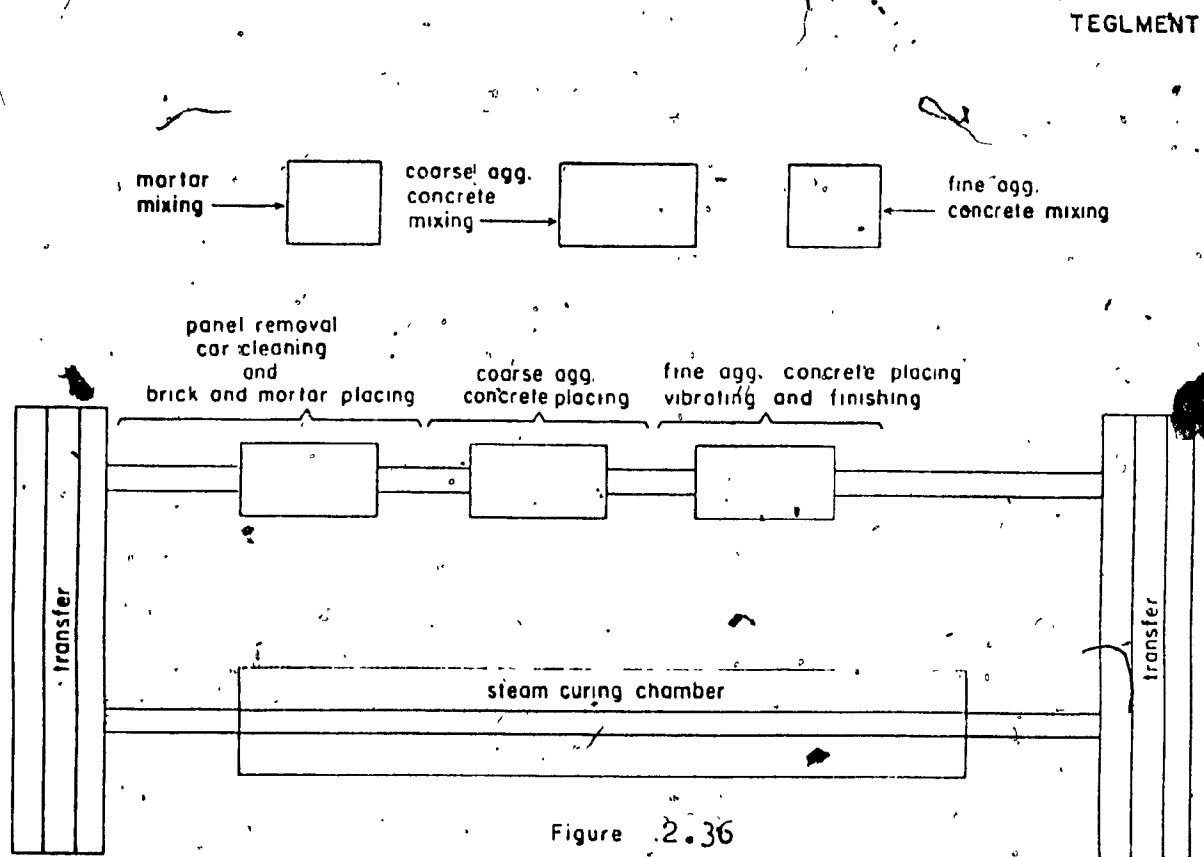 TEGLMENT
mortar
mixing
coarse agg.
concrete
mixing
fine agg.
concrete mixing
panel removal
car cleaning
and
brick and mortar placing
coarse agg.
concrete placing
fine agg. concrete placing
vibrating and finishing
transfer
transfer
steam curing chamber
Figure 2.36